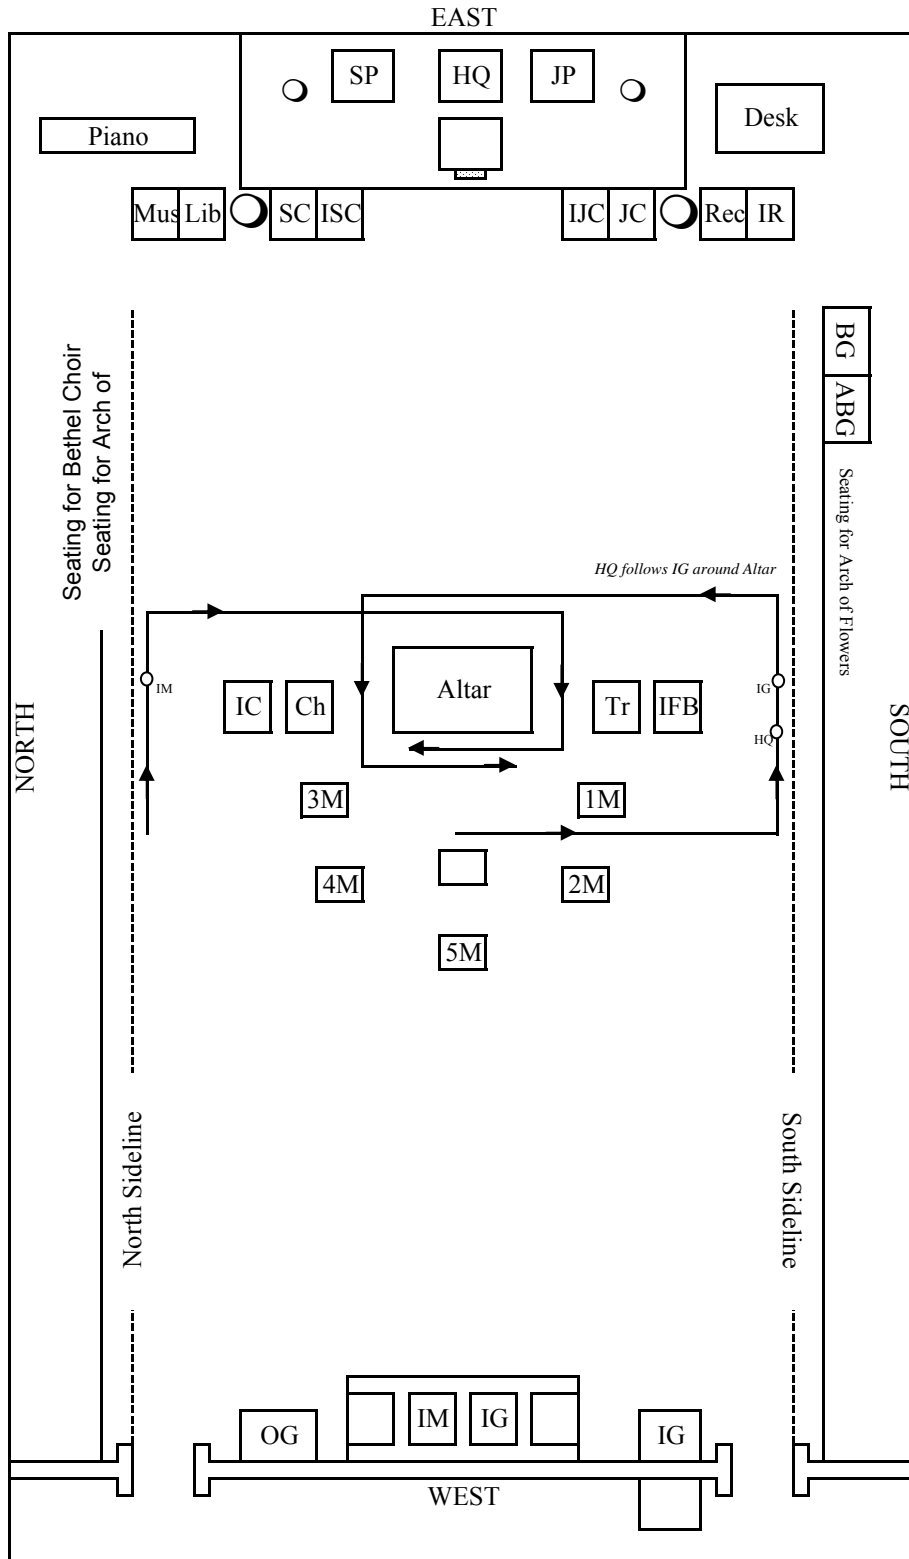 EAST
SP HQ JP
Piano
Desk
Mus Lib SC ISC IJC JC Rec IR
BG
ABG
Seating for Bethel Choir
Seating for Arch of
Seating for Arch of Flowers
HQ follows IG around Altar
IM
IC Ch Altar Tr IFB
IG
HQ
NORTH
SOUTH
3M 1M
4M 2M
5M
North Sideline
South Sideline
OG IM IG IG
WEST